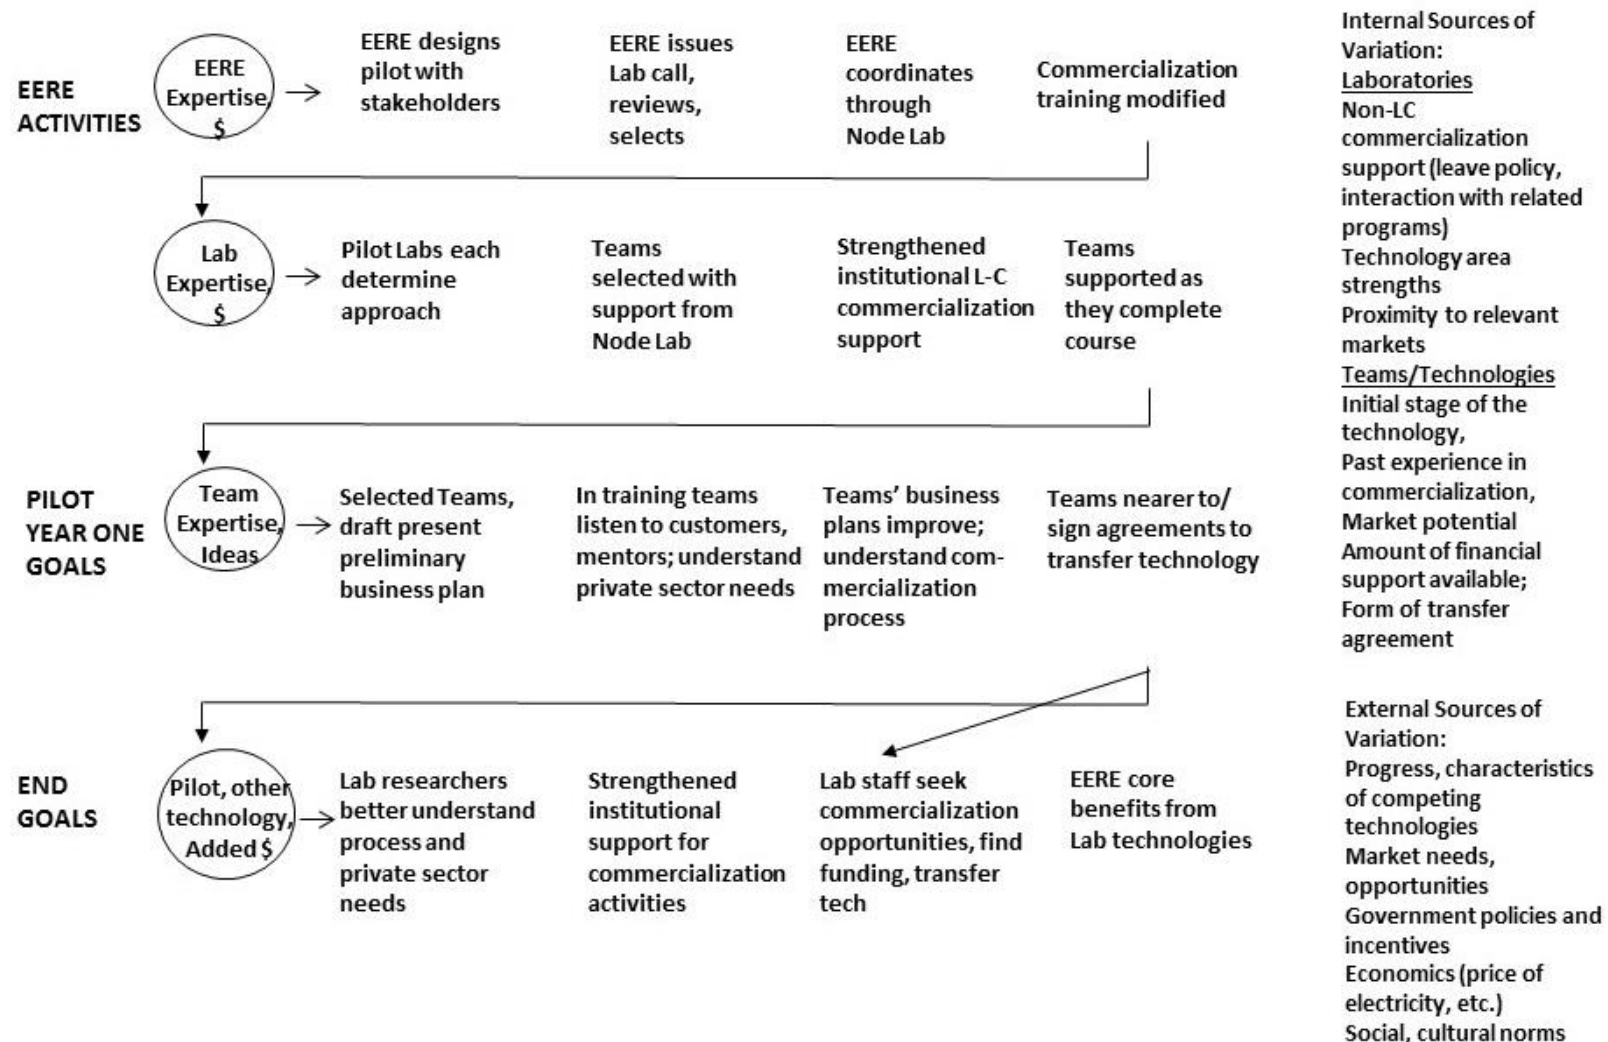 EERE
ACTIVITIES
EERE
Expertise,
$
EERE designs
pilot with
stakeholders
EERE issues
Lab call,
reviews,
selects
EERE
coordinates
through
Node Lab
Commercialization
training modified
Lab
Expertise,
$
Pilot Labs each
determine
approach
Teams
selected with
support from
Node Lab
Strengthened
institutional L-C
commercialization
support
Teams
supported as
they complete
course
PILOT
YEAR ONE
GOALS
Team
Expertise,
Ideas
Selected Teams,
draft present
preliminary
business plan
In training teams
listen to customers,
mentors; understand
private sector needs
Teams’ business
plans improve;
understand com-
mercialization
process
Teams nearer to/
sign agreements to
transfer technology
END
GOALS
Pilot, other
technology,
Added $
Lab researchers
better understand
process and
private sector
needs
Strengthened
institutional
support for
commercialization
activities
Lab staff seek
commercialization
opportunities, find
funding, transfer
tech
EERE core
benefits from
Lab technologies
Internal Sources of
Variation:
Laboratories
Non-LC
commercialization
support (leave policy,
interaction with related
programs)
Technology area
strengths
Proximity to relevant
markets
Teams/Technologies
Initial stage of the
technology,
Past experience in
commercialization,
Market potential
Amount of financial
support available;
Form of transfer
agreement
External Sources of
Variation:
Progress, characteristics
of competing
technologies
Market needs,
opportunities
Government policies and
incentives
Economics (price of
electricity, etc.)
Social, cultural norms